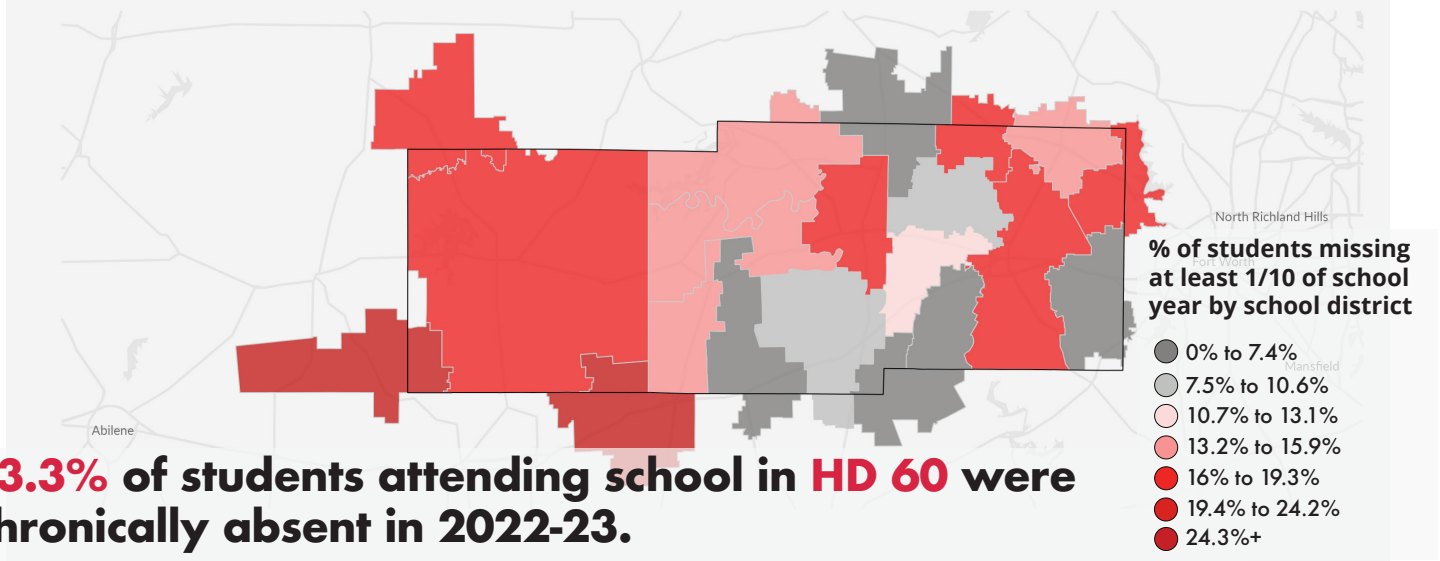 North Richland Hills
Fort Worth
% of students missing
at least 1/10 of school
year by school district
0% to 7.4%
7.5% to 10.6%
Mansfield
10.7% to 13.1%
13.2% to 15.9%
16% to 19.3%
19.4% to 24.2%
24.3%+
Abilene
3.3% of students attending school in HD 60 were
hronically absent in 2022-23.